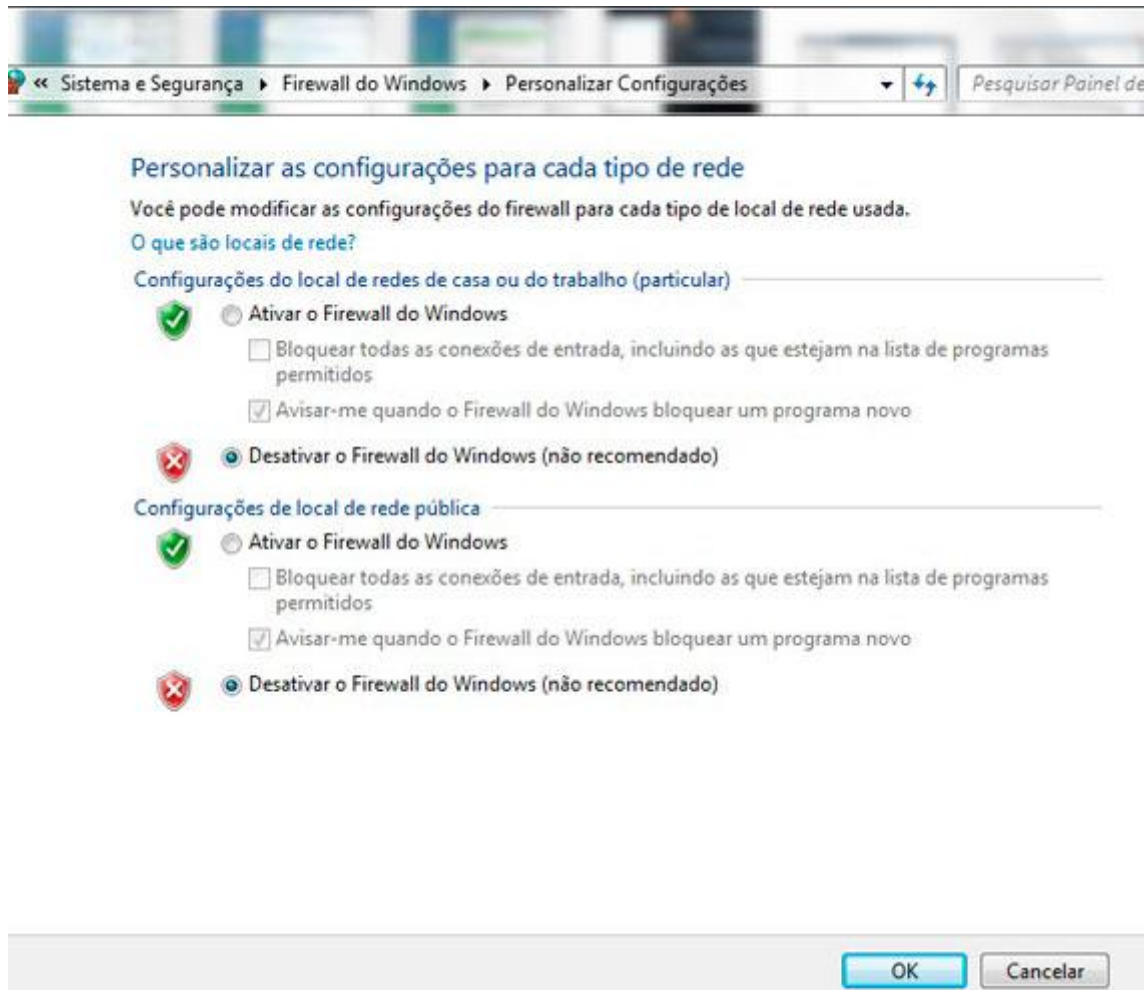 « Sistema e Segurança ▸ Firewall do Windows ▸ Personalizar Configurações
Pesquisar Painel de
Personalizar as configurações para cada tipo de rede
Você pode modificar as configurações do firewall para cada tipo de local de rede usada.
O que são locais de rede?
Configurações do local de redes de casa ou do trabalho (particular)
Ativar o Firewall do Windows
Bloquear todas as conexões de entrada, incluindo as que estejam na lista de programas
permitidos
Avisar-me quando o Firewall do Windows bloquear um programa novo
Desativar o Firewall do Windows (não recomendado)
Configurações de local de rede pública
Ativar o Firewall do Windows
Bloquear todas as conexões de entrada, incluindo as que estejam na lista de programas
permitidos
Avisar-me quando o Firewall do Windows bloquear um programa novo
Desativar o Firewall do Windows (não recomendado)
OK
Cancelar